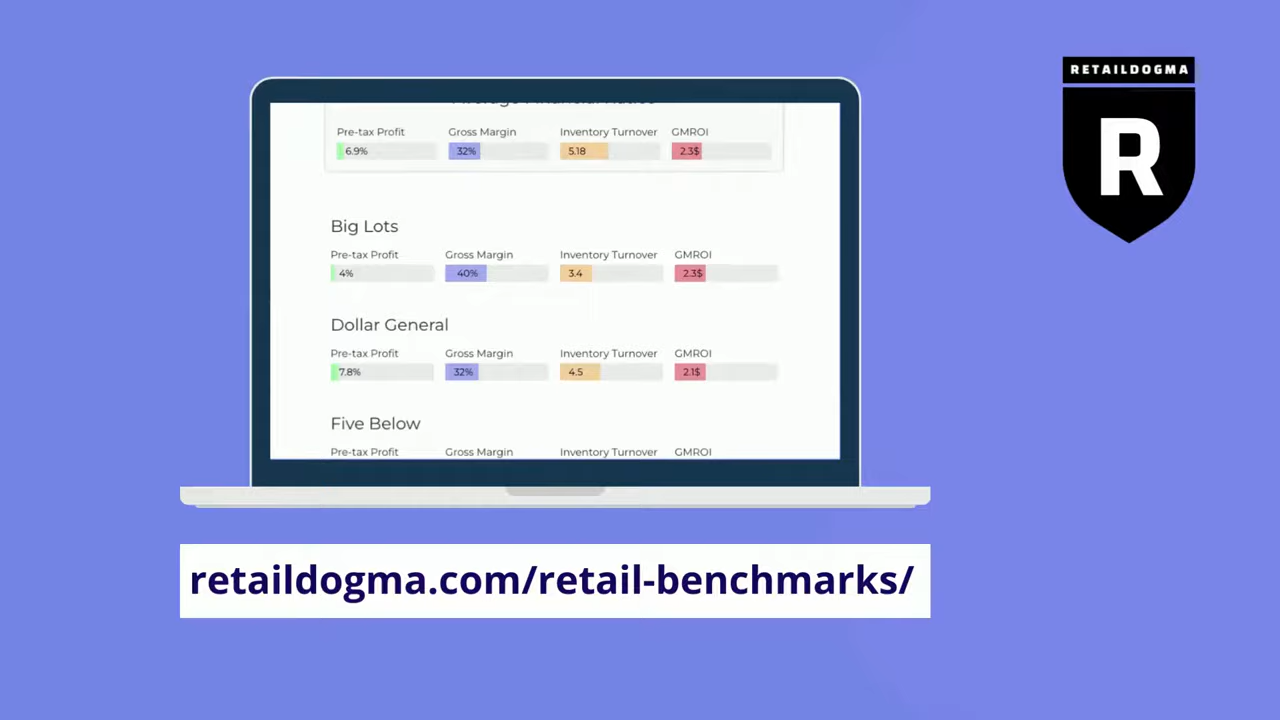 RETAILDOGMA
R
Average Financial Ratios
Pre-tax Profit Gross Margin Inventory Turnover GMROI
6.9% 32% 5.18 2.3$
Big Lots
Pre-tax Profit Gross Margin Inventory Turnover GMROI
4% 40% 3.4 2.3$
Dollar General
Pre-tax Profit Gross Margin Inventory Turnover GMROI
7.8% 32% 4.5 2.1$
Five Below
Pre-tax Profit Gross Margin Inventory Turnover GMROI
retaildogma.com/retail-benchmarks/